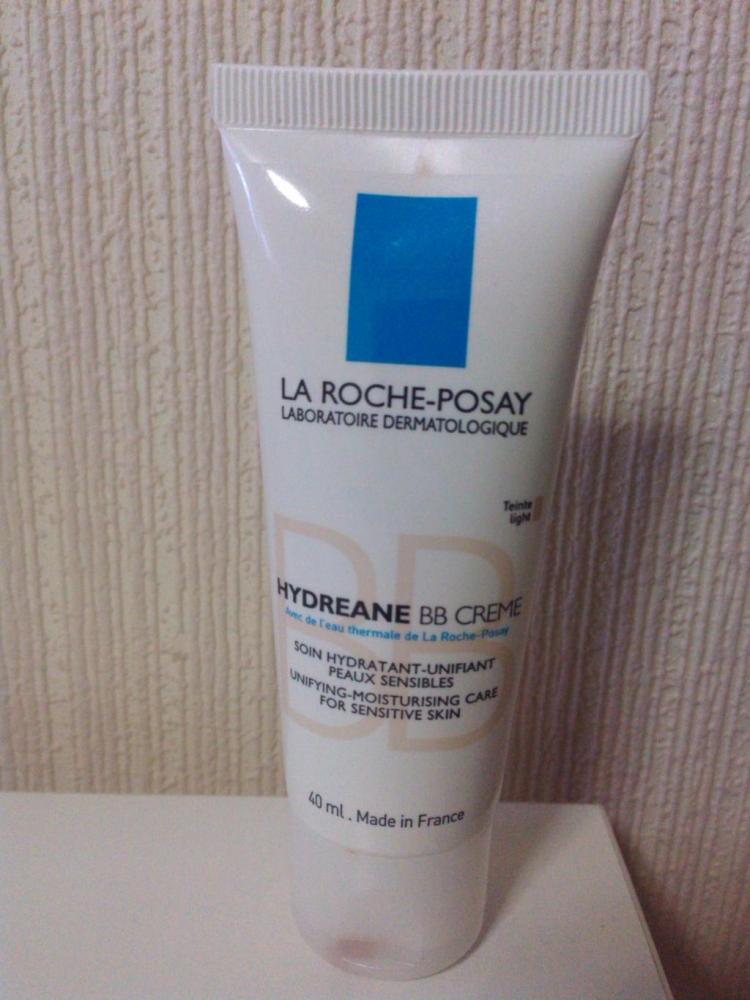 LA ROCHE-POSAY
LABORATOIRE DERMATOLOGIQUE
Teinte
light
BB
HYDREANE BB CREME
Avec de l'eau thermale de La Roche-Posay
SOIN HYDRATANT-UNIFIANT
PEAUX SENSIBLES
UNIFYING-MOISTURISING CARE
FOR SENSITIVE SKIN
40 ml . Made in France